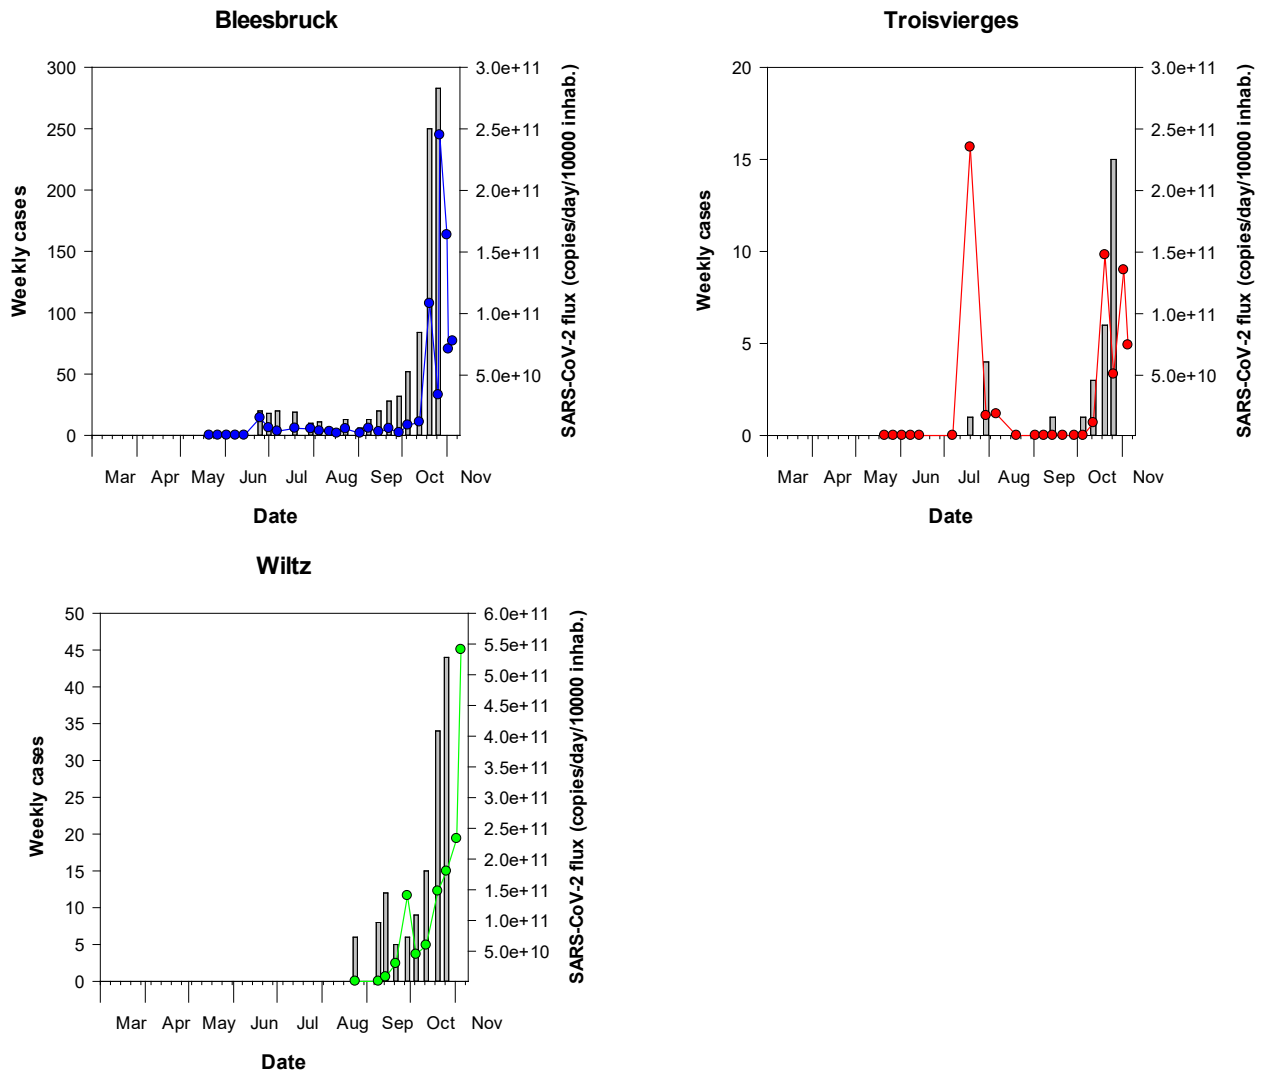 Bleesbruck
300
250
200
150
100
50
0
Weekly cases
3.0e+11
2.5e+11
2.0e+11
1.5e+11
1.0e+11
5.0e+10
SARS-CoV-2 flux (copies/day/10000 inhab.)
Mar Apr May Jun Jul Aug Sep Oct Nov
Date
Troisvierges
20
15
10
5
0
Weekly cases
3.0e+11
2.5e+11
2.0e+11
1.5e+11
1.0e+11
5.0e+10
SARS-CoV-2 flux (copies/day/10000 inhab.)
Mar Apr May Jun Jul Aug Sep Oct Nov
Date
Wiltz
50
45
40
35
30
25
20
15
10
5
0
Weekly cases
6.0e+11
5.5e+11
5.0e+11
4.5e+11
4.0e+11
3.5e+11
3.0e+11
2.5e+11
2.0e+11
1.5e+11
1.0e+11
5.0e+10
SARS-CoV-2 flux (copies/day/10000 inhab.)
Mar Apr May Jun Jul Aug Sep Oct Nov
Date